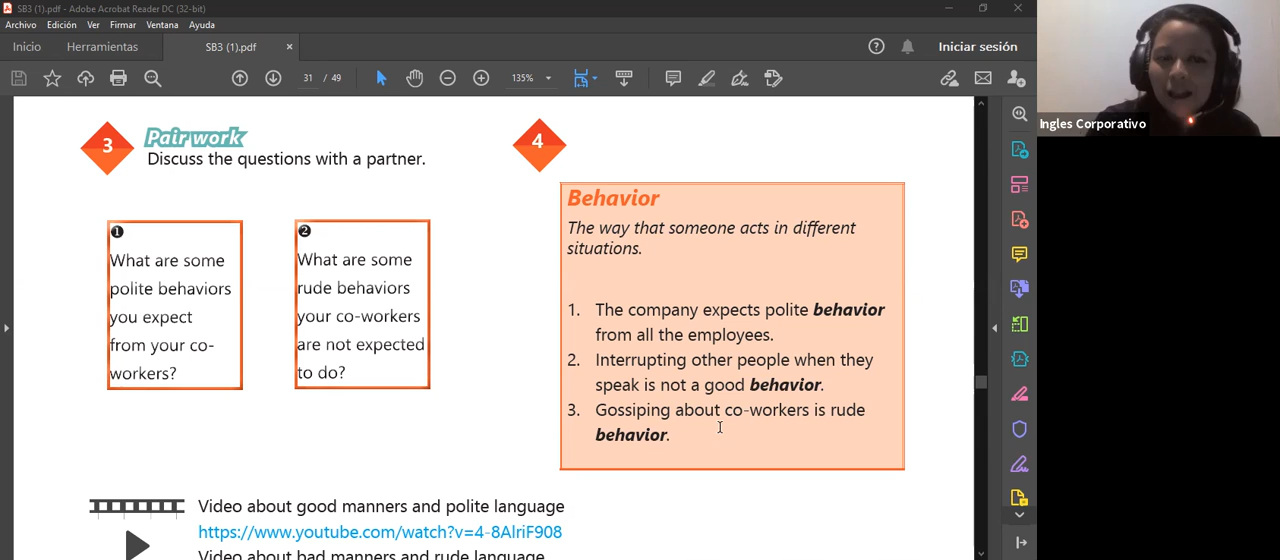 SB3 (1).pdf - Adobe Acrobat Reader DC (32-bit)
Archivo Edición Ver Firmar Ventana Ayuda
Inicio Herramientas SB3 (1).pdf × Iniciar sesión
31 / 49 135%
3
Pair work
Discuss the questions with a partner.
1
What are some
polite behaviors
you expect
from your co-
workers?
2
What are some
rude behaviors
your co-workers
are not expected
to do?
4
Behavior
The way that someone acts in different
situations.
1. The company expects polite behavior
from all the employees.
2. Interrupting other people when they
speak is not a good behavior.
3. Gossiping about co-workers is rude
behavior.
Video about good manners and polite language
https://www.youtube.com/watch?v=4-8AlriF908
Video about bad manners and rude language
Ingles Corporativo